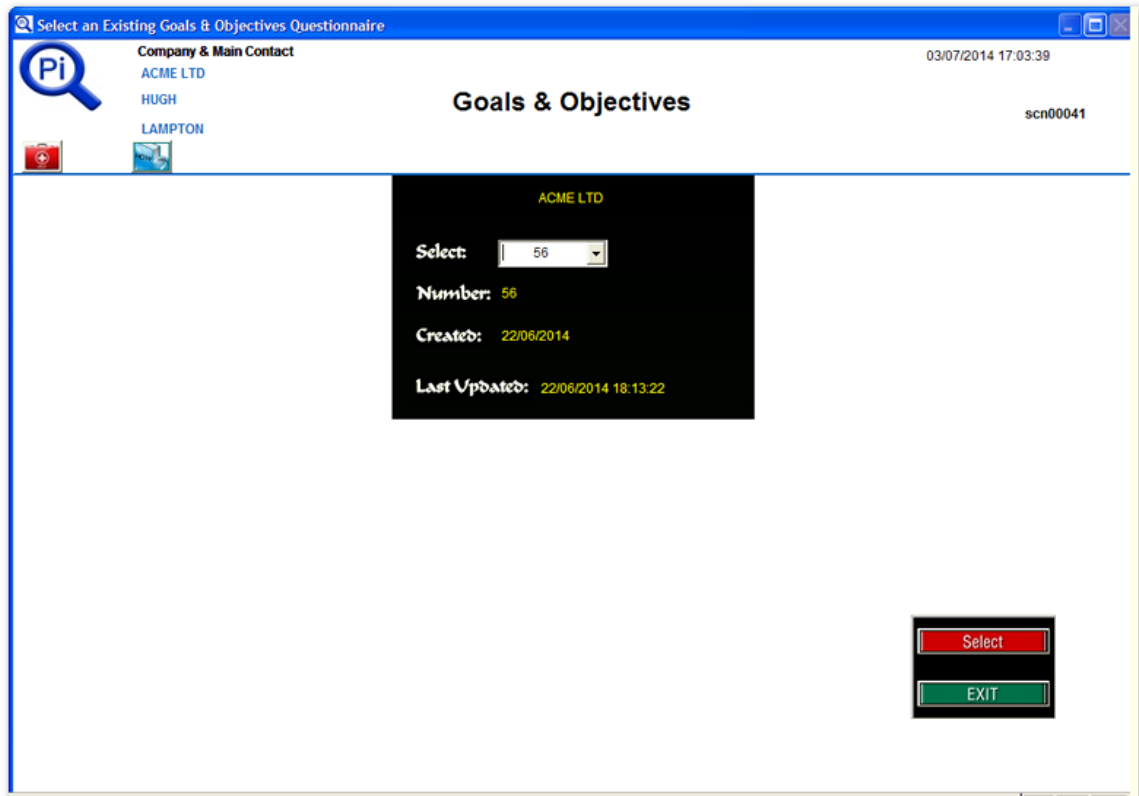 Select an Existing Goals & Objectives Questionnaire
Pi
Company & Main Contact
03/07/2014 17:03:39
ACME LTD
HUGH
Goals & Objectives
scn00041
LAMPTON
ACME LTD
Select: 56
Number: 56
Created: 22/06/2014
Last Updated: 22/06/2014 18:13:22
Select
EXIT